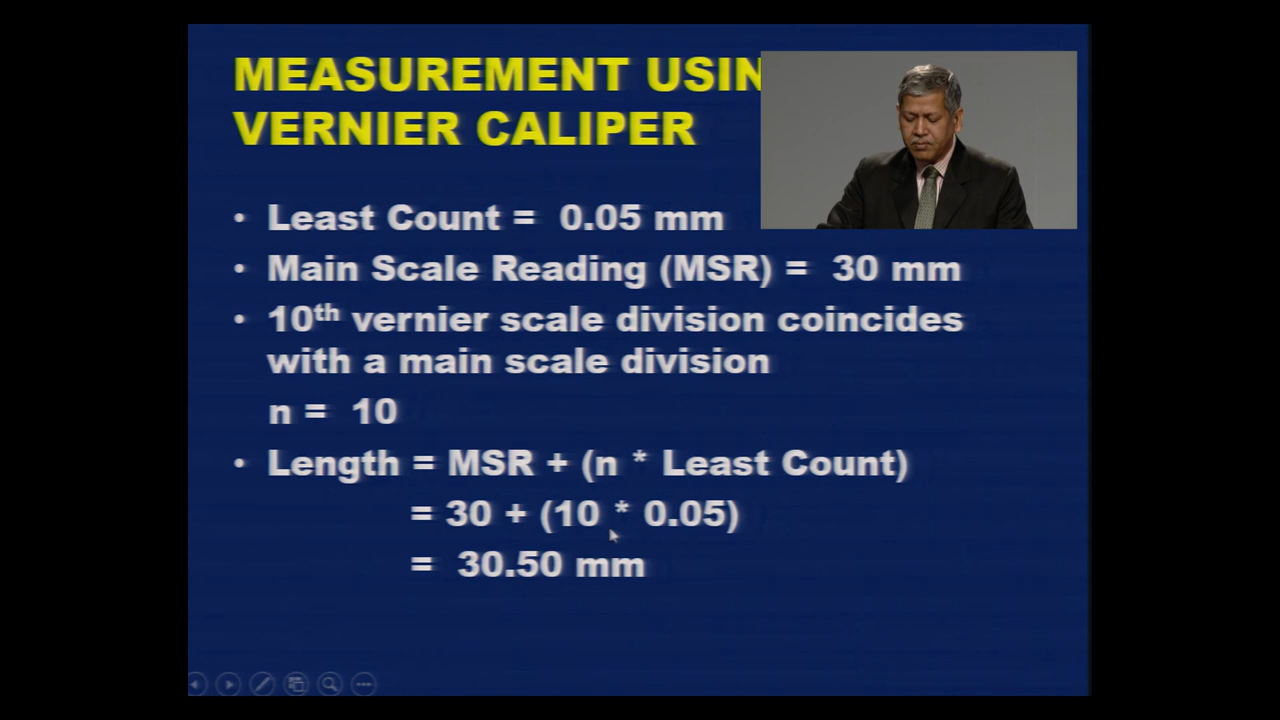 MEASUREMENT USIN
VERNIER CALIPER
• Least Count = 0.05 mm
• Main Scale Reading (MSR) = 30 mm
• 10th vernier scale division coincides
with a main scale division
n = 10
• Length = MSR + (n * Least Count)
= 30 + (10 * 0.05)
= 30.50 mm